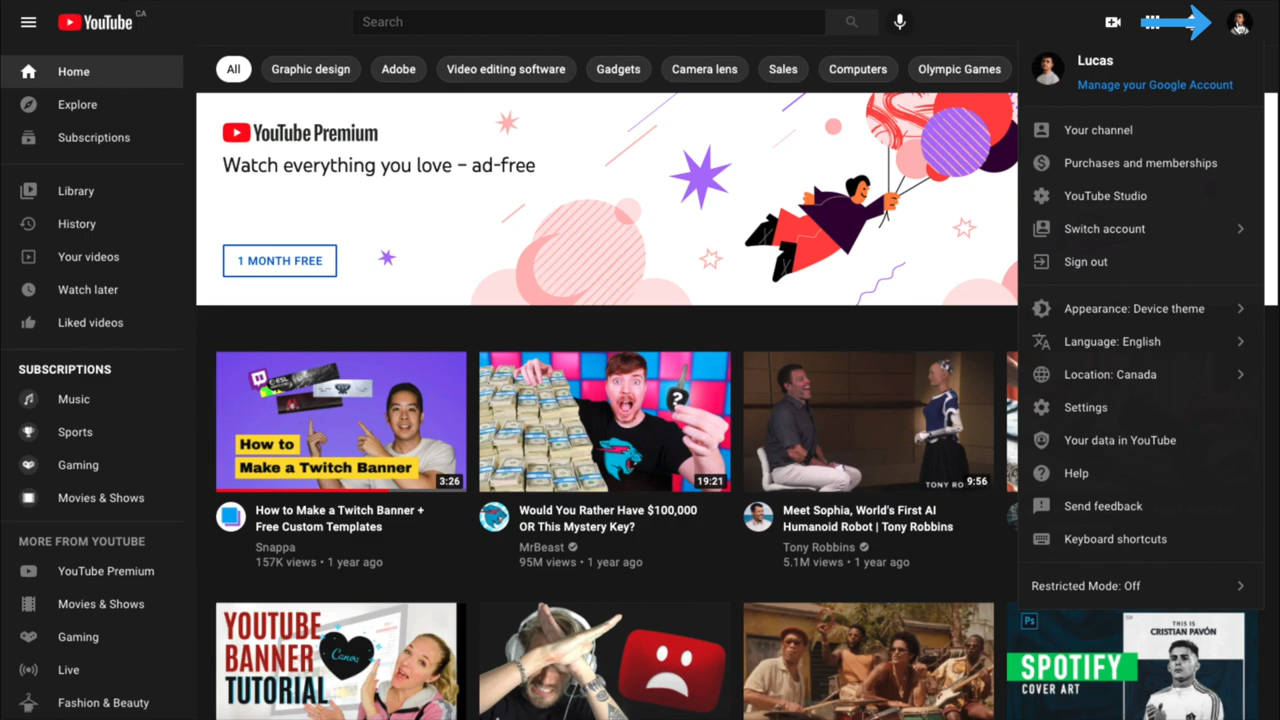 YouTube CA
Search
Home
Explore
Subscriptions
Library
History
Your videos
Watch later
Liked videos
SUBSCRIPTIONS
Music
Sports
Gaming
Movies & Shows
MORE FROM YOUTUBE
YouTube Premium
Movies & Shows
Gaming
Live
Fashion & Beauty
All
Graphic design
Adobe
Video editing software
Gadgets
Camera lens
Sales
Computers
Olympic Games
YouTube Premium
Watch everything you love – ad-free
1 MONTH FREE
How to
Make a Twitch Banner
3:26
How to Make a Twitch Banner +
Free Custom Templates
Snappa
157K views • 1 year ago
?
19:21
Would You Rather Have $100,000
OR This Mystery Key?
MrBeast
95M views • 1 year ago
TONY RO
9:56
Meet Sophia, World's First AI
Humanoid Robot | Tony Robbins
Tony Robbins
5.1M views • 1 year ago
YOUTUBE
BANNER
TUTORIAL
Canva
Ps
THIS IS
CRISTIAN PAVÓN
SPOTIFY
COVER ART
Lucas
Manage your Google Account
Your channel
Purchases and memberships
YouTube Studio
Switch account
Sign out
Appearance: Device theme
Language: English
Location: Canada
Settings
Your data in YouTube
Help
Send feedback
Keyboard shortcuts
Restricted Mode: Off